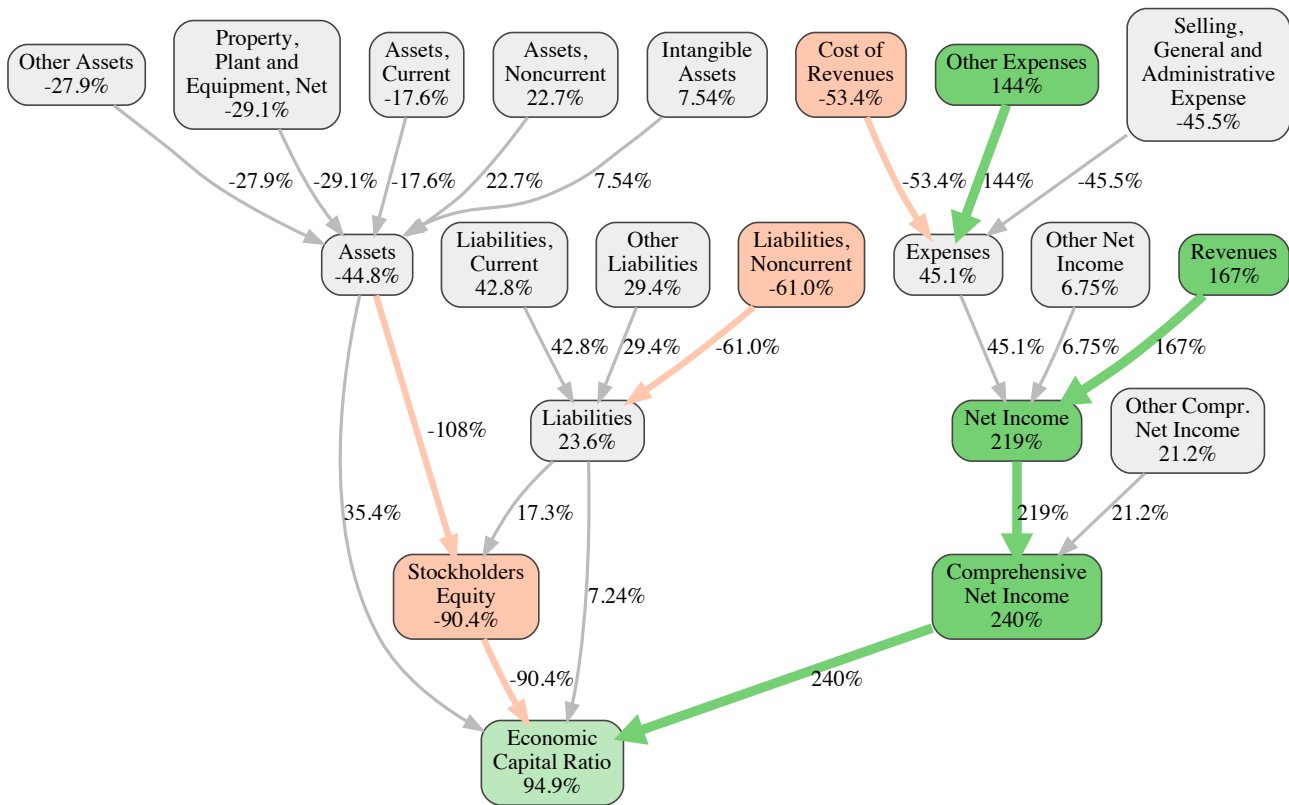 Other Assets
-27.9%
Property,
Plant and
Equipment, Net
-29.1%
Assets,
Current
-17.6%
Assets,
Noncurrent
22.7%
Intangible
Assets
7.54%
Cost of
Revenues
-53.4%
Other Expenses
144%
Selling,
General and
Administrative
Expense
-45.5%
-27.9%
-29.1%
-17.6%
22.7%
7.54%
-53.4%
144%
-45.5%
Assets
-44.8%
Liabilities,
Current
42.8%
Other
Liabilities
29.4%
Liabilities,
Noncurrent
-61.0%
Expenses
45.1%
Other Net
Income
6.75%
Revenues
167%
42.8%
29.4%
-61.0%
45.1%
6.75%
167%
-108%
Liabilities
23.6%
Net Income
219%
Other Compr.
Net Income
21.2%
35.4%
17.3%
7.24%
219%
21.2%
Stockholders
Equity
-90.4%
Comprehensive
Net Income
240%
-90.4%
240%
Economic
Capital Ratio
94.9%